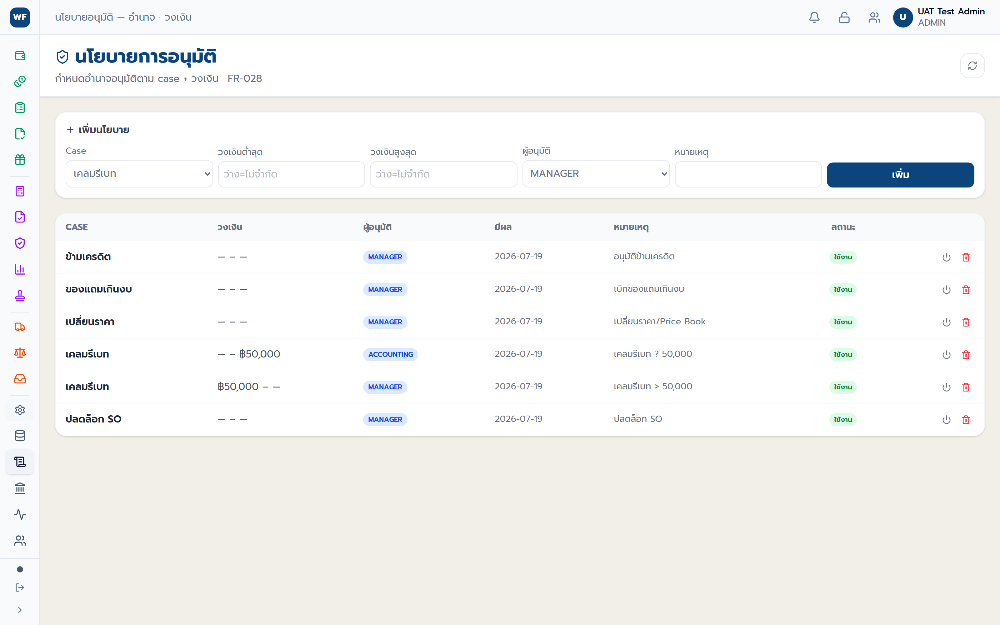 WF
นโยบายอนุมัติ — อำนาจ · วงเงิน
U
UAT Test Admin
ADMIN
นโยบายการอนุมัติ
กำหนดอำนาจอนุมัติตาม case + วงเงิน · FR-028
+ เพิ่มนโยบาย
Case วงเงินต่ำสุด วงเงินสูงสุด ผู้อนุมัติ หมายเหตุ
เคลมรีเบท ว่าง=ไม่จำกัด ว่าง=ไม่จำกัด MANAGER เพิ่ม
CASE วงเงิน ผู้อนุมัติ มีผล หมายเหตุ สถานะ
ข้ามเครดิต — – — MANAGER 2026-07-19 อนุมัติข้ามเครดิต ใช้งาน
ของแถมเกินงบ — – — MANAGER 2026-07-19 เบิกของแถมเกินงบ ใช้งาน
เปลี่ยนราคา — – — MANAGER 2026-07-19 เปลี่ยนราคา/Price Book ใช้งาน
เคลมรีเบท — – ฿50,000 ACCOUNTING 2026-07-19 เคลมรีเบท ? 50,000 ใช้งาน
เคลมรีเบท ฿50,000 – — MANAGER 2026-07-19 เคลมรีเบท > 50,000 ใช้งาน
ปลดล็อก SO — – — MANAGER 2026-07-19 ปลดล็อก SO ใช้งาน